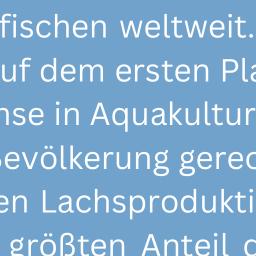 fischen weltweit.
uf dem ersten Pla
nse in Aquakultur
Bevölkerung gerec
en Lachsprodukti
größten Anteil